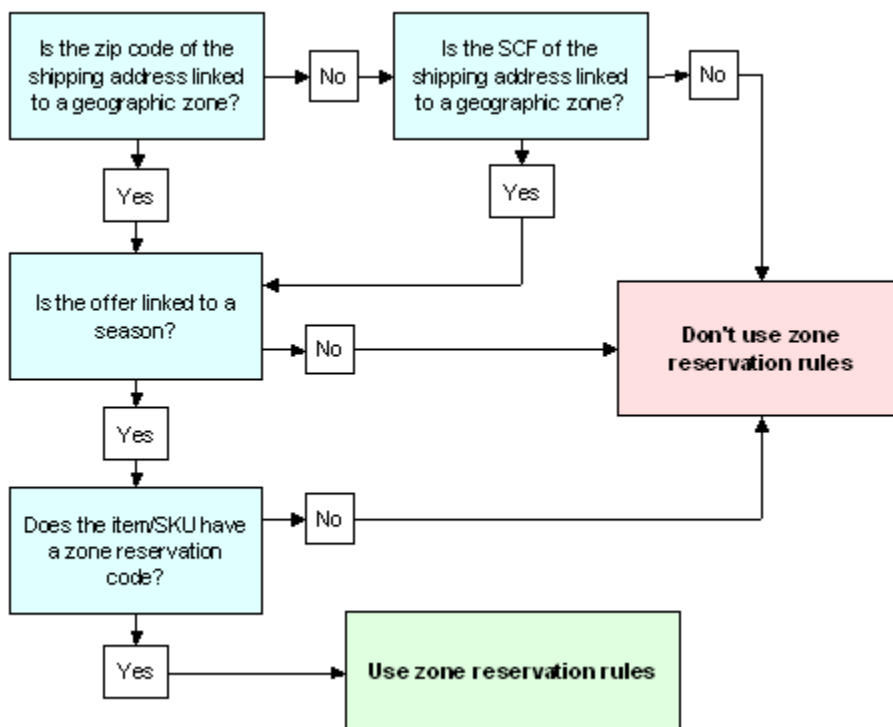 Is the zip code of the
shipping address linked
to a geographic zone?
No
Is the SCF of the
shipping address linked
to a geographic zone?
No
Yes
Yes
Is the offer linked to a
season?
No
Don't use zone
reservation rules
Yes
Does the item/SKU have
a zone reservation
code?
No
Yes
Use zone reservation rules